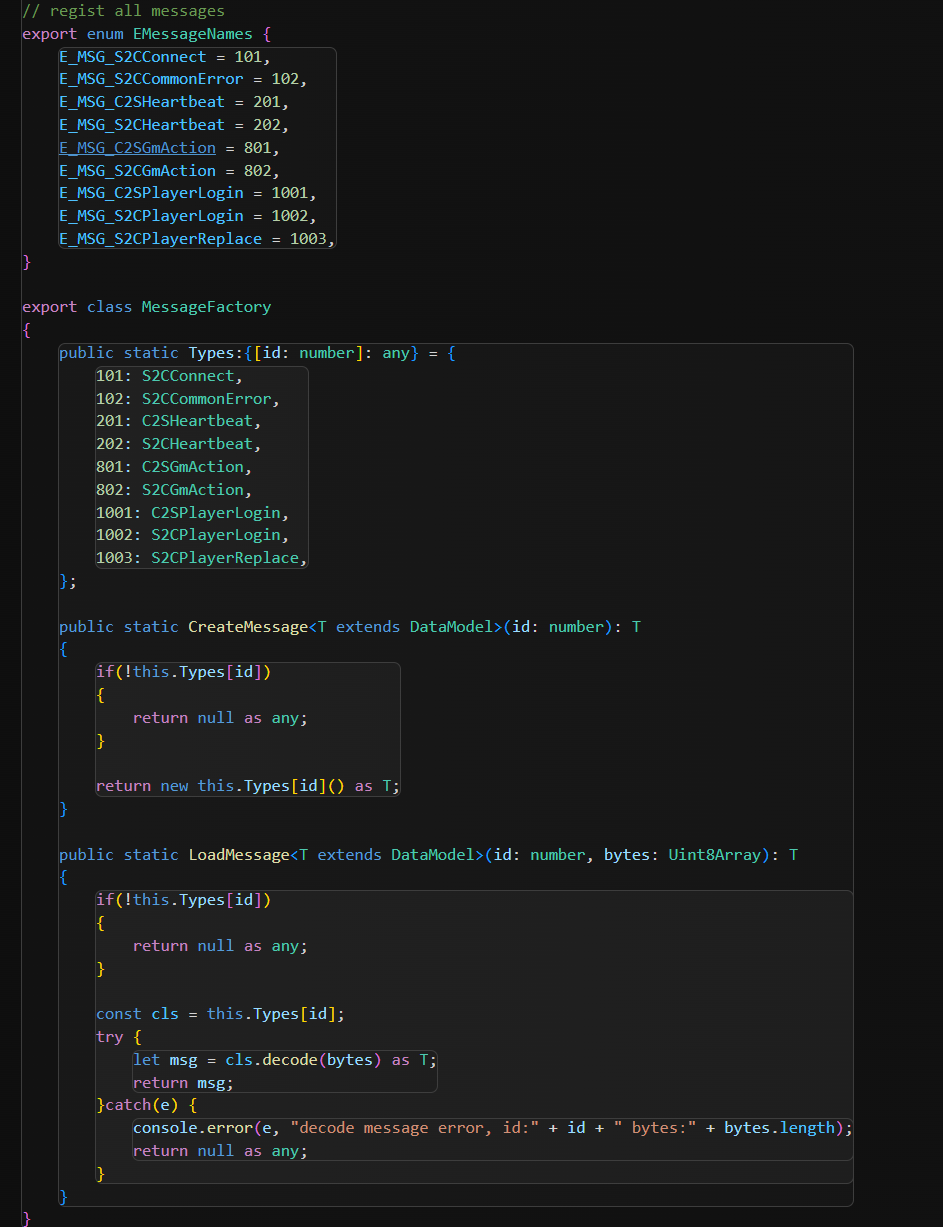 // regist all messages
export enum EMessageNames {
    E_MSG_S2CConnect = 101,
    E_MSG_S2CCommonError = 102,
    E_MSG_C2SHeartbeat = 201,
    E_MSG_S2CHeartbeat = 202,
    E_MSG_C2SGmAction = 801,
    E_MSG_S2CGmAction = 802,
    E_MSG_C2SPlayerLogin = 1001,
    E_MSG_S2CPlayerLogin = 1002,
    E_MSG_S2CPlayerReplace = 1003,
}

export class MessageFactory
{
    public static Types:{[id: number]: any} = {
        101: S2CConnect,
        102: S2CCommonError,
        201: C2SHeartbeat,
        202: S2CHeartbeat,
        801: C2SGmAction,
        802: S2CGmAction,
        1001: C2SPlayerLogin,
        1002: S2CPlayerLogin,
        1003: S2CPlayerReplace,
    };

    public static CreateMessage<T extends DataModel>(id: number): T
    {
        if(!this.Types[id])
        {
            return null as any;
        }

        return new this.Types[id]() as T;
    }

    public static LoadMessage<T extends DataModel>(id: number, bytes: Uint8Array): T
    {
        if(!this.Types[id])
        {
            return null as any;
        }

        const cls = this.Types[id];
        try {
            let msg = cls.decode(bytes) as T;
            return msg;
        }catch(e) {
            console.error(e, "decode message error, id:" + id + " bytes:" + bytes.length);
            return null as any;
        }
    }
}